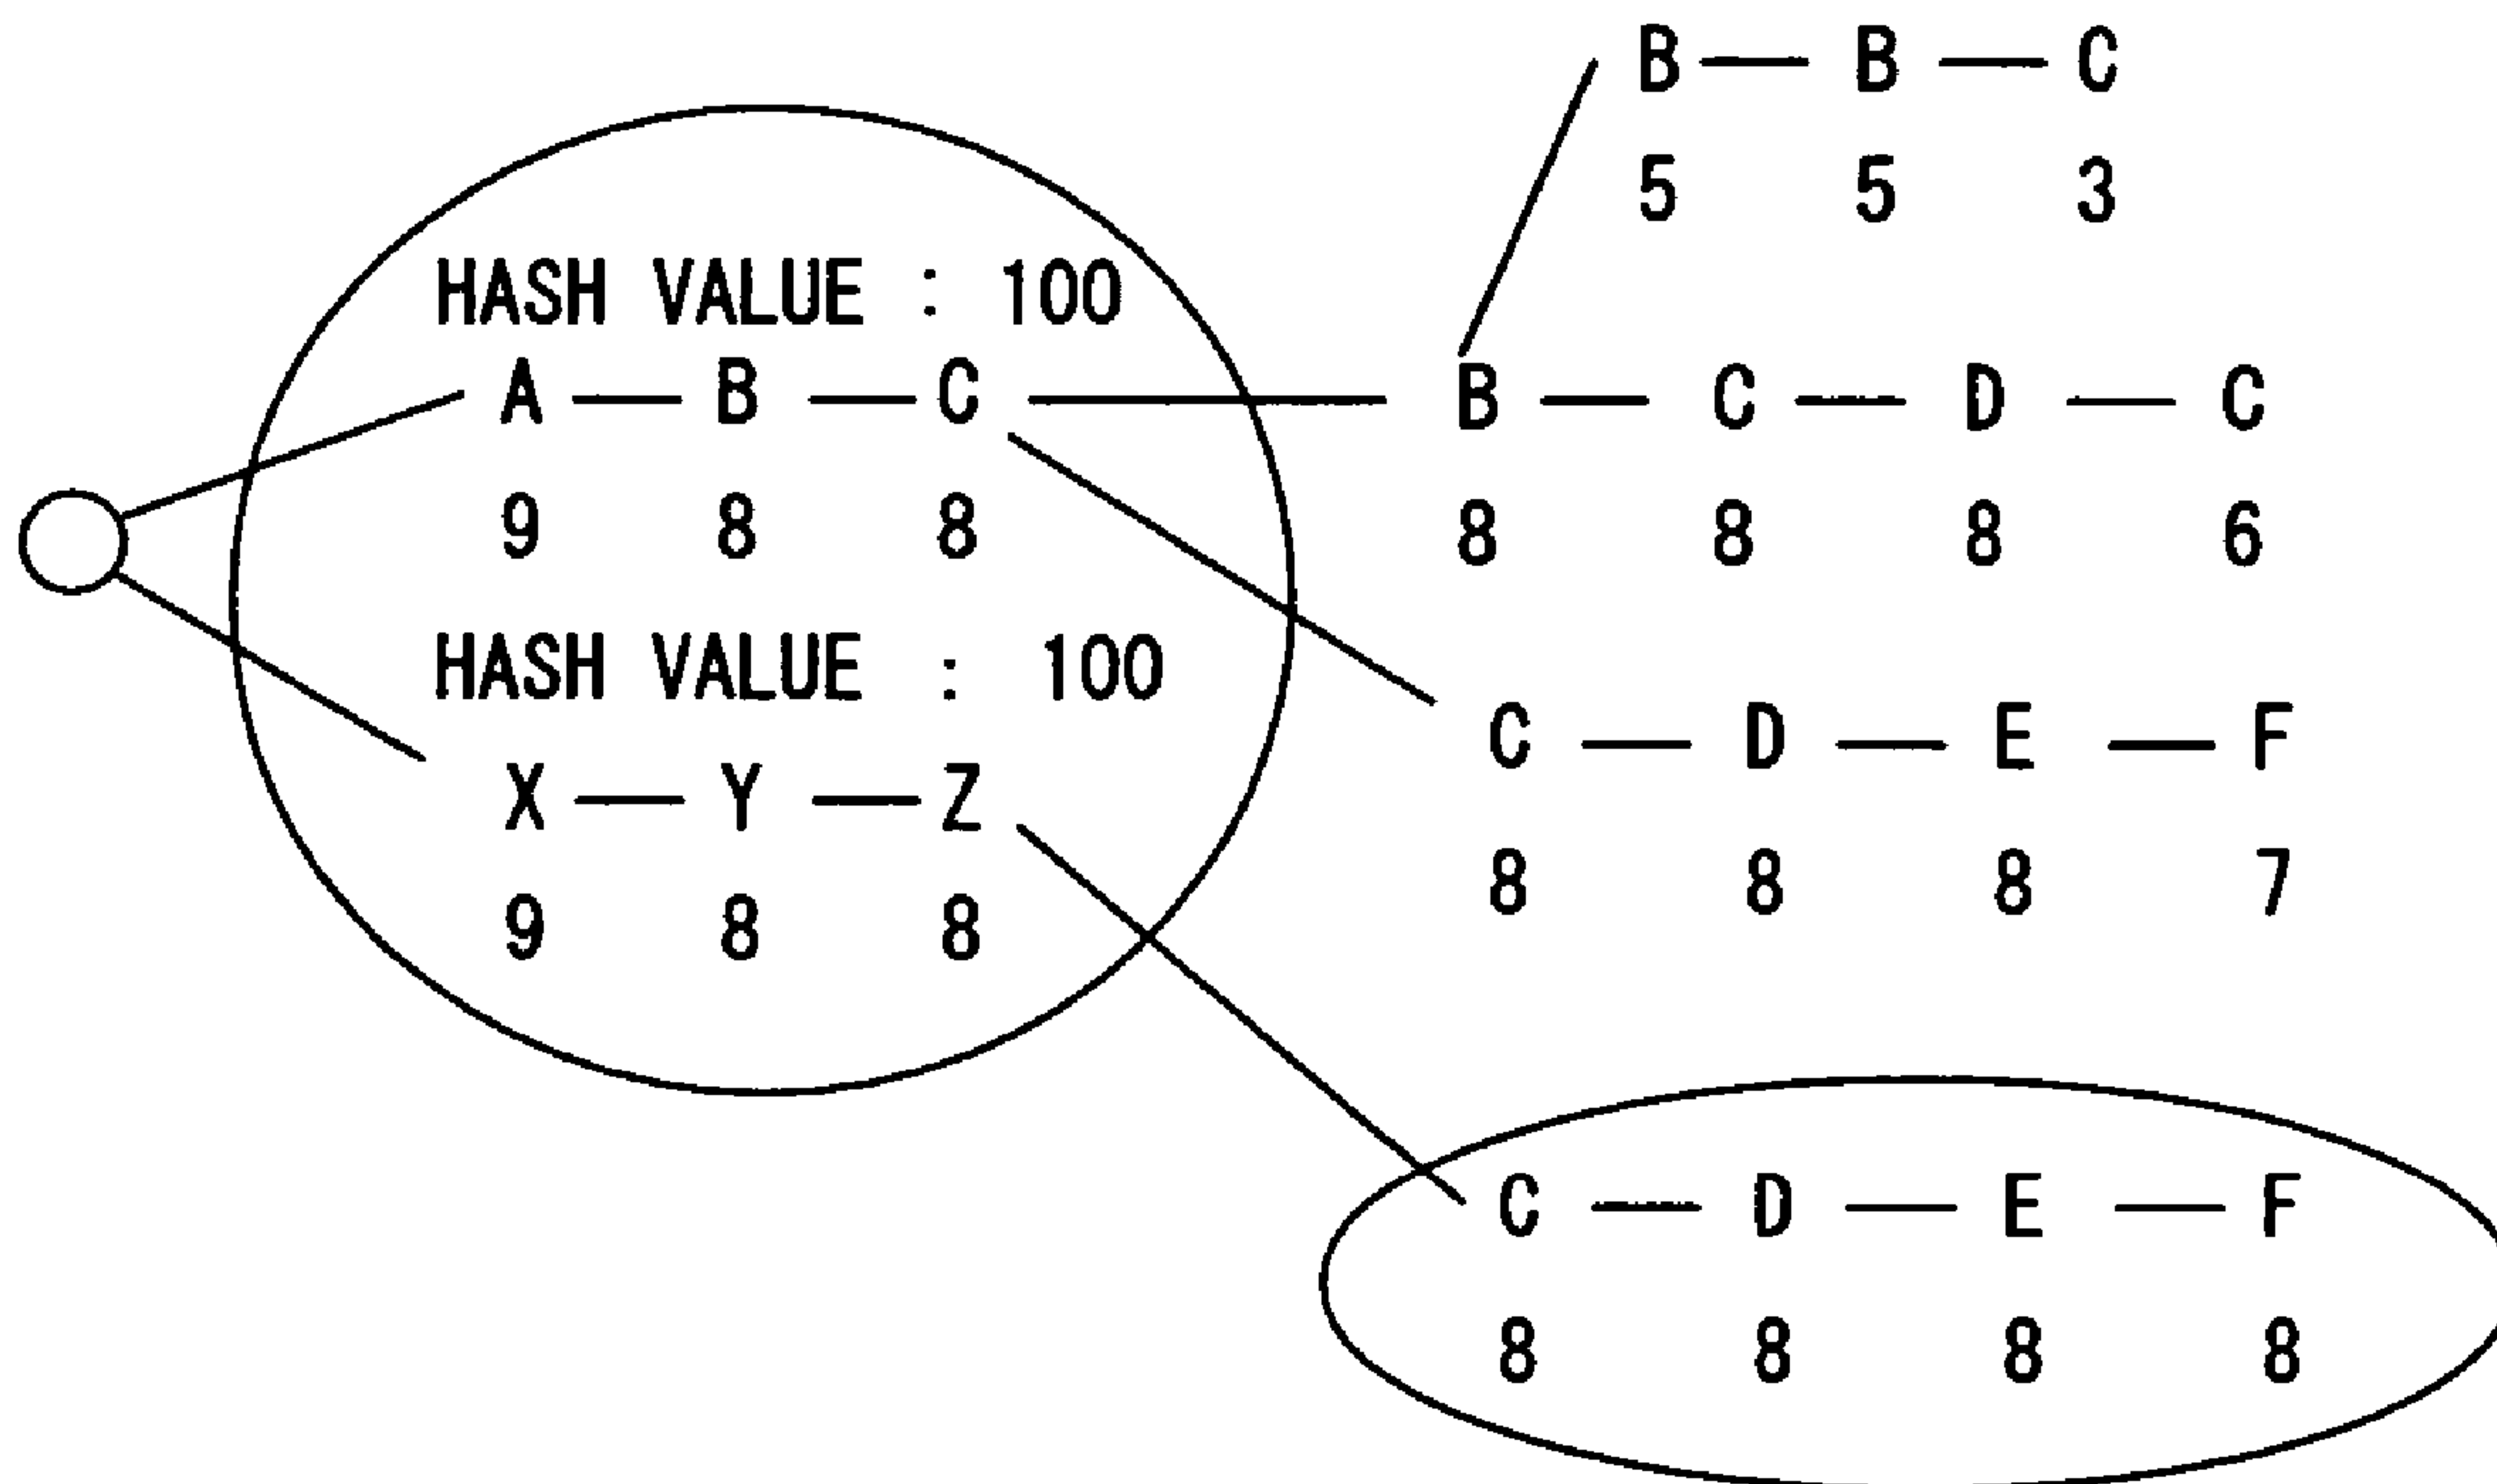 B — B — C
5 5 3
HASH VALUE : 100
A — B — C — B — C — D — C
9 8 8 8 8 8 6
HASH VALUE : 100
C — D — E — F
X — Y — Z
8 8 8 7
9 8 8
C — D — E — F
8 8 8 8